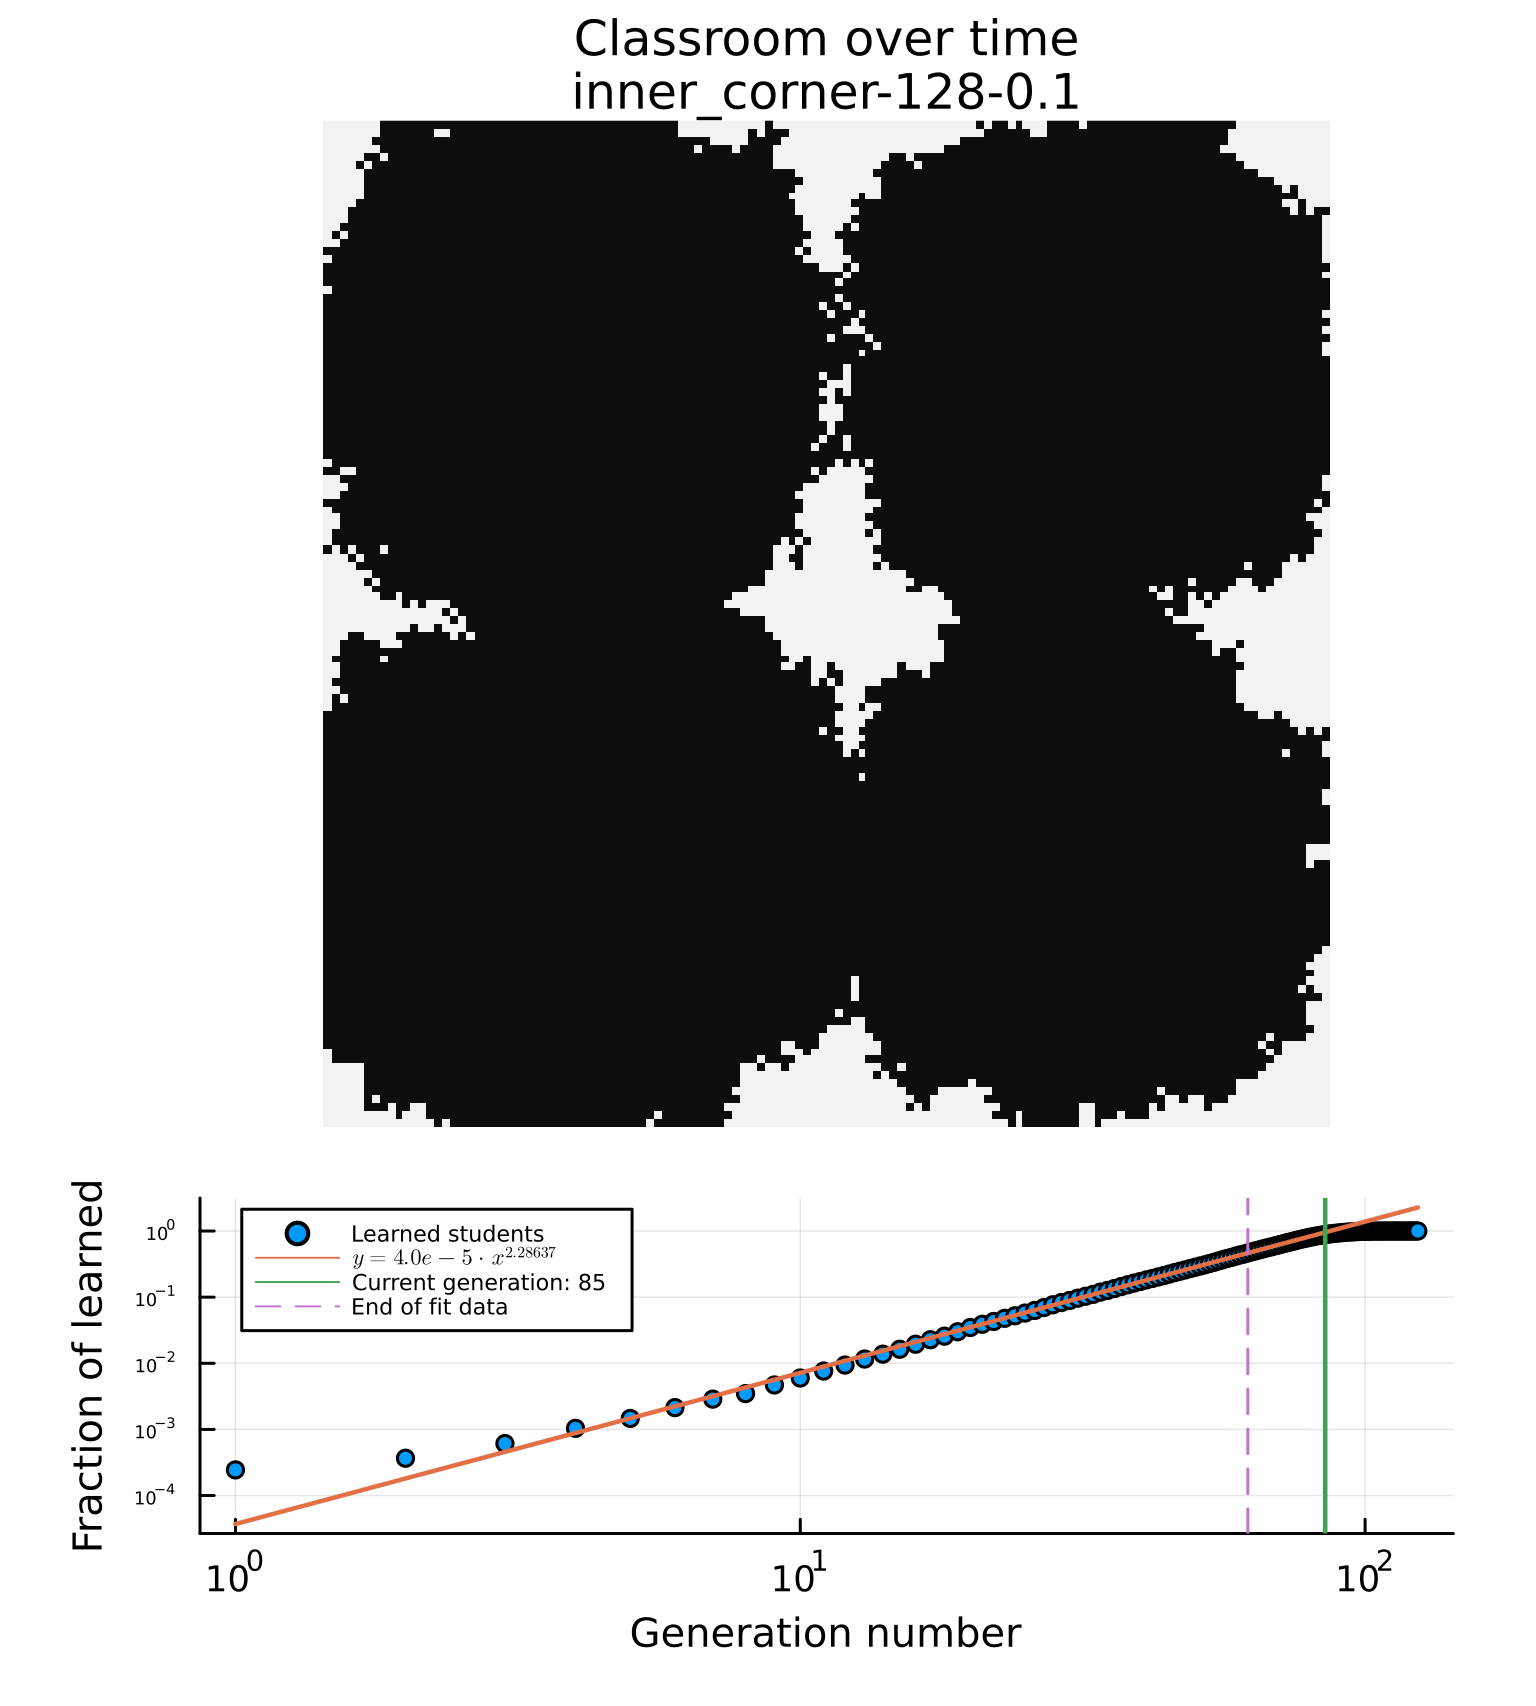 Classroom over time
inner_corner-128-0.1
Fraction of learned
10^0
10^-1
10^-2
10^-3
10^-4
Learned students
y = 4.0e − 5 · x^2.28637
Current generation: 85
End of fit data
10^0 10^1 10^2
Generation number